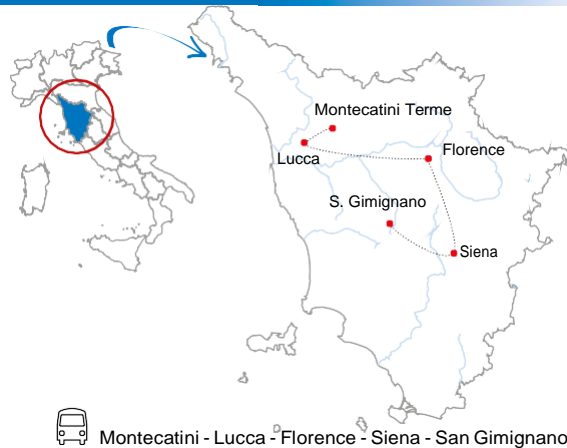 Montecatini Terme
Lucca
Florence
S. Gimignano
Siena
Montecatini - Lucca - Florence - Siena - San Gimignano